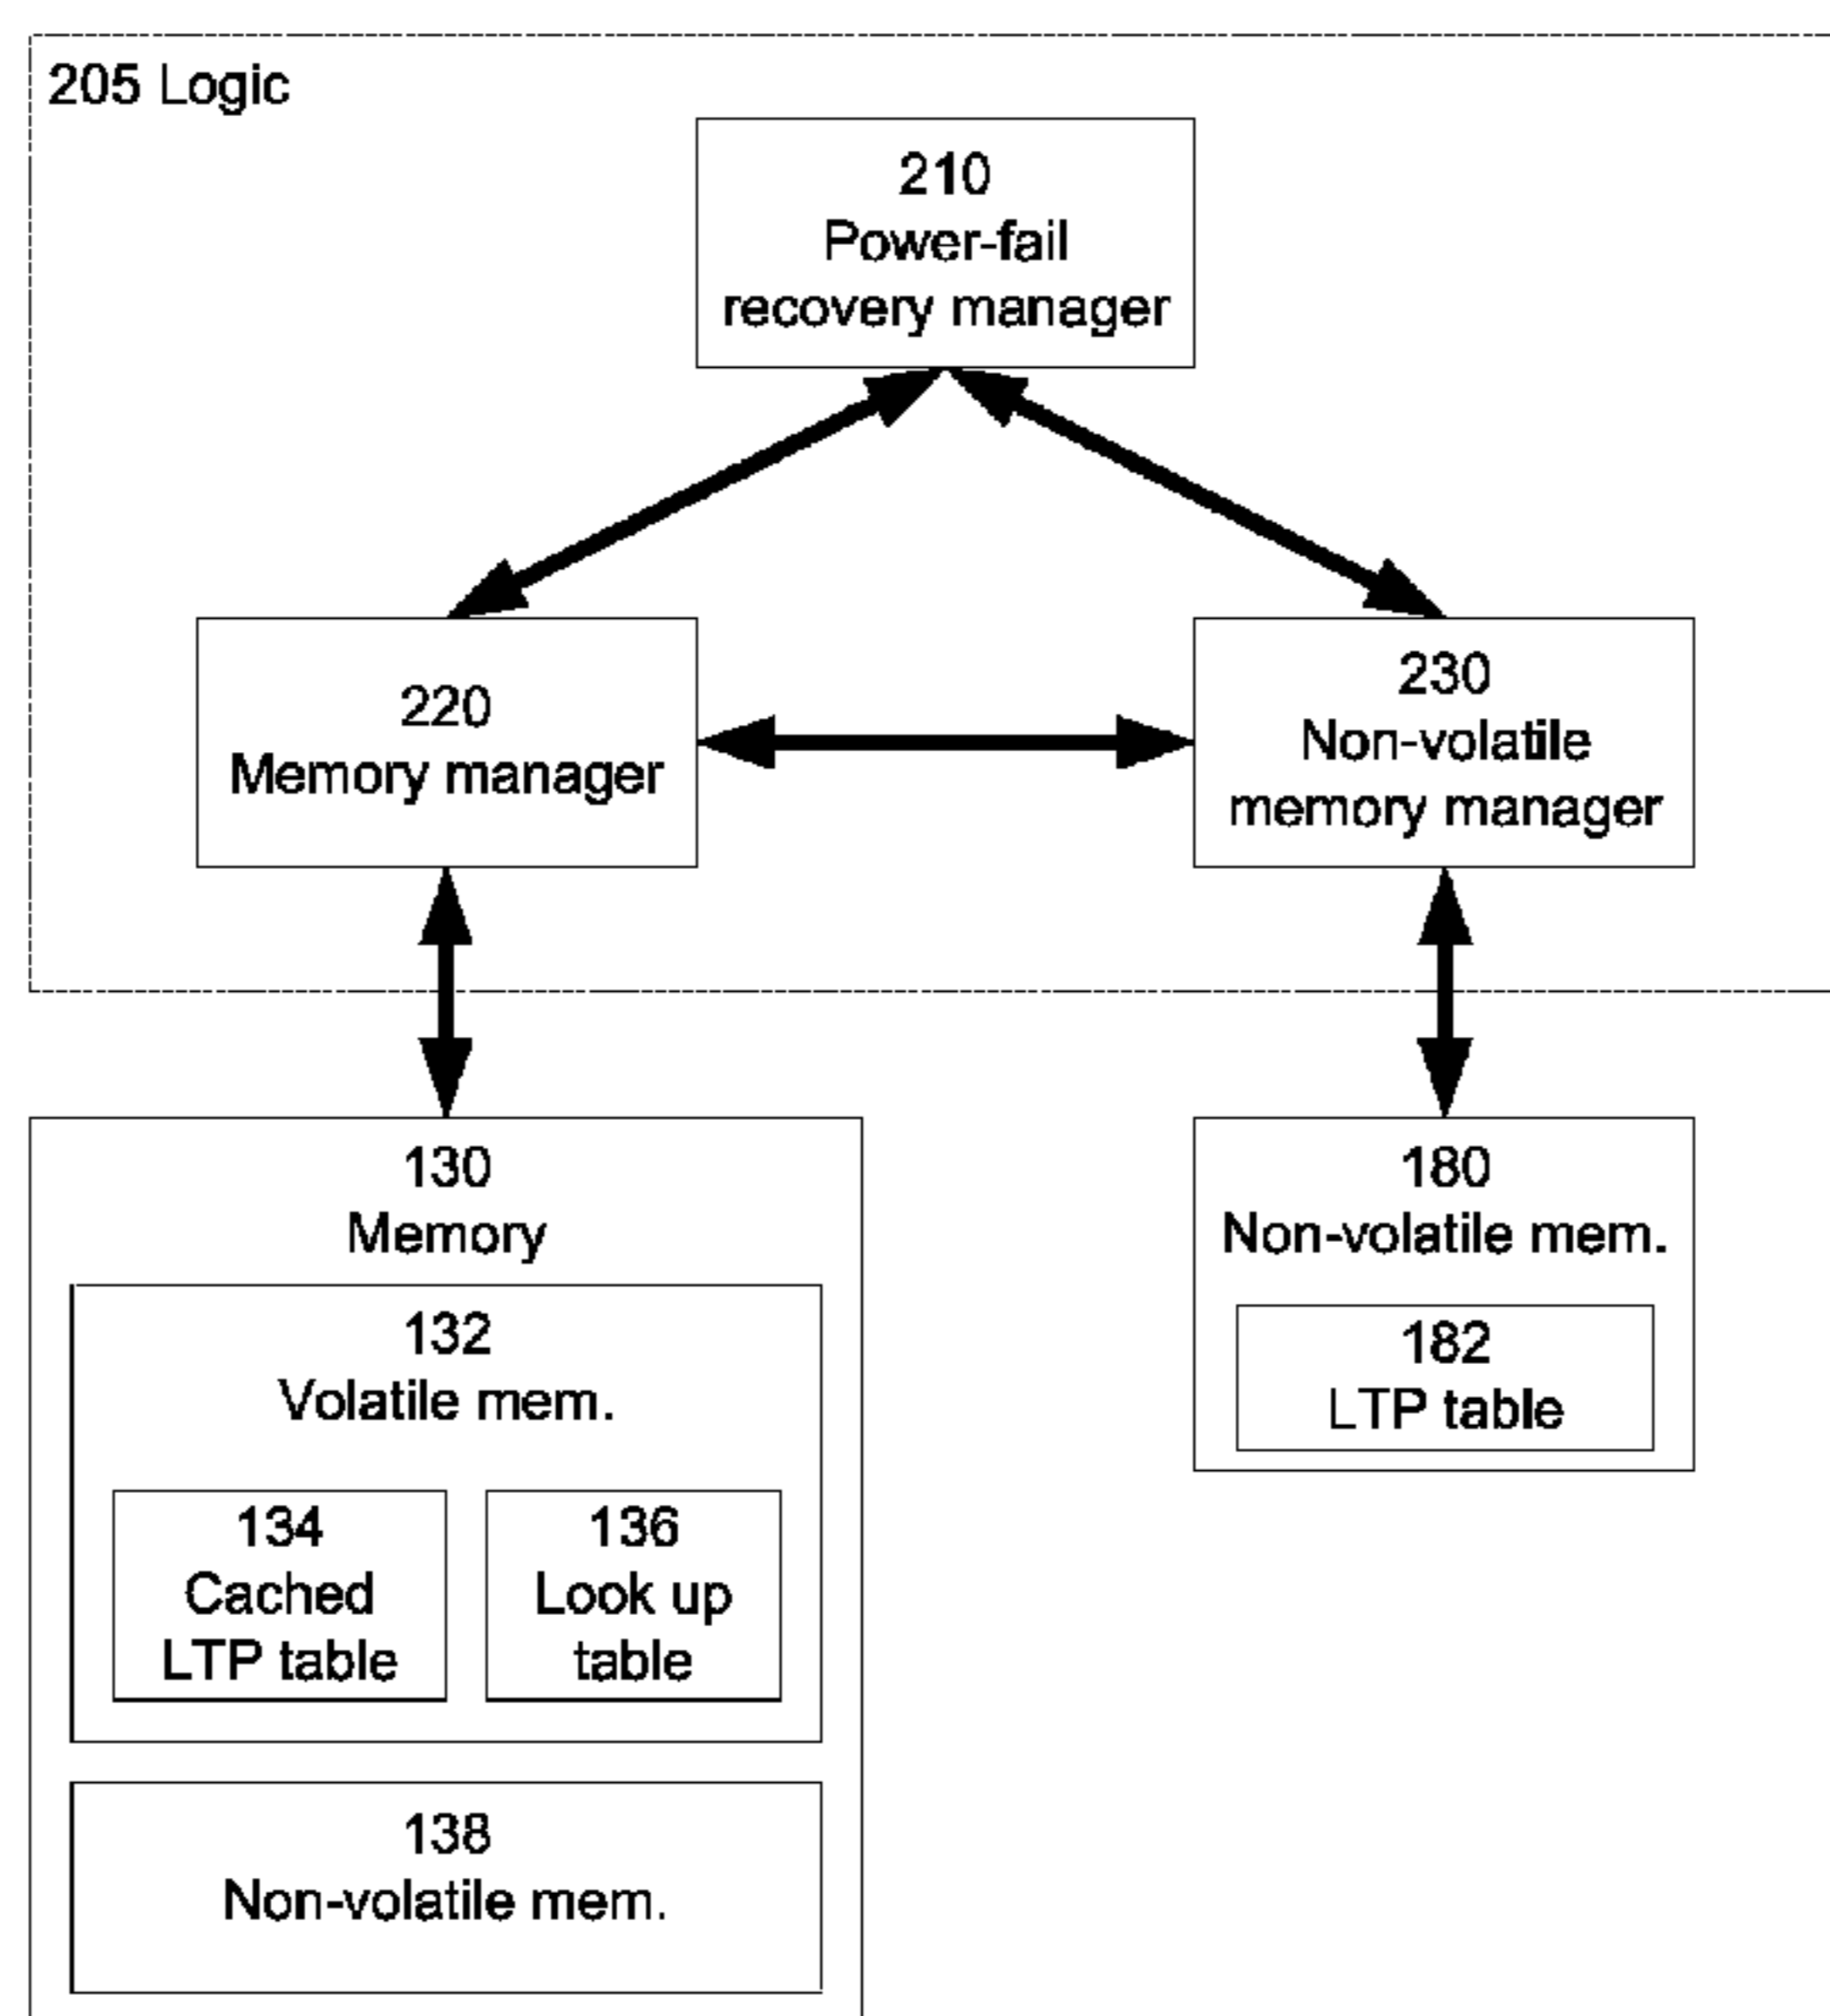 205 Logic
210
Power-fail
recovery manager
220
Memory manager
230
Non-volatile
memory manager
130
Memory
132
Volatile mem.
134
Cached
LTP table
136
Look up
table
138
Non-volatile mem.
180
Non-volatile mem.
182
LTP table